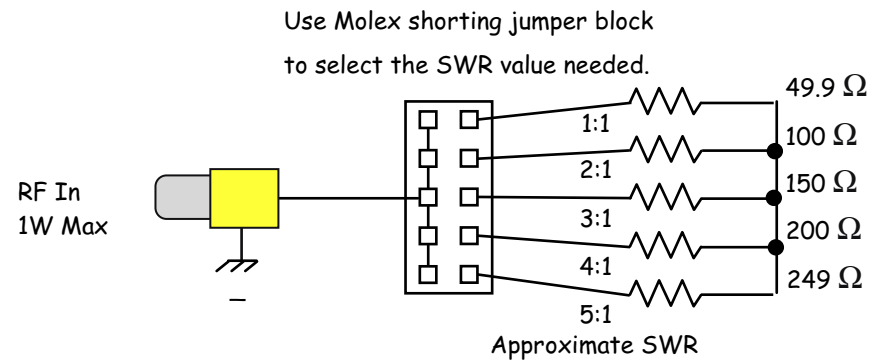 Use Molex shorting jumper block
to select the SWR value needed.
49.9 Ω
1:1
100 Ω
2:1
150 Ω
RF In
1W Max
3:1
200 Ω
4:1
249 Ω
5:1
Approximate SWR